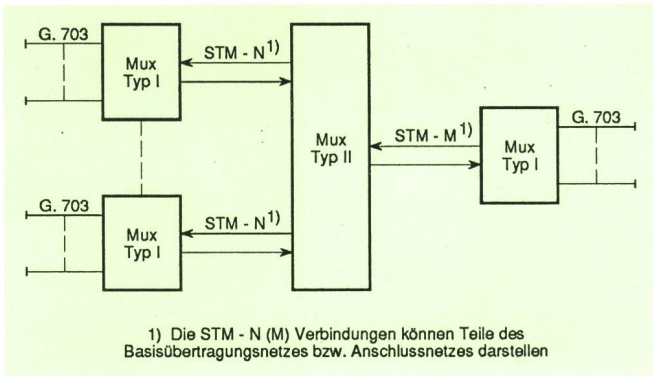 G. 703
Mux
Typ I
STM - N1)
Mux
Typ II
STM - M1)
Mux
Typ I
G. 703
G. 703
Mux
Typ I
STM - N1)
1) Die STM - N (M) Verbindungen können Teile des
Basisübertragungsnetzes bzw. Anschlussnetzes darstellen